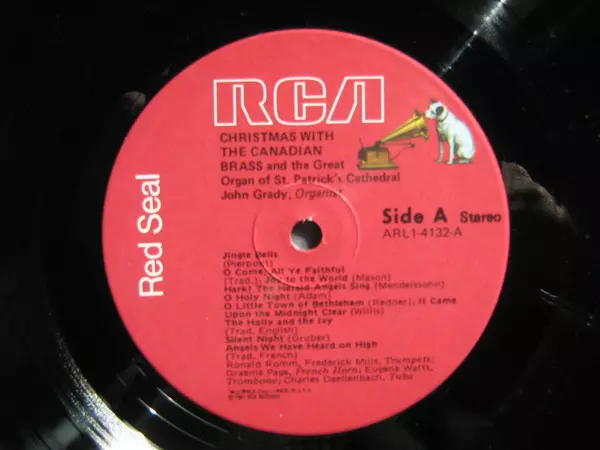 RCA
CHRISTMAS WITH
THE CANADIAN
BRASS and the Great
Organ of St. Patrick's Cathedral
John Grady, Organist
Side A Stereo
ARL1-4132-A
Red Seal
Jingle Bells
(Pierpont)
O Come, All Ye Faithful
(Trad.); Joy to the World (Mason)
Hark! The Herald Angels Sing (Mendelssohn)
O Holy Night (Adam)
O Little Town of Bethlehem (Redner); It Came
Upon the Midnight Clear (Willis)
The Holly and the Ivy
(Trad. English)
Silent Night (Gruber)
Angels We Have Heard on High
(Trad. French)
Ronald Romm, Frederick Mills, Trumpets;
Graeme Page, French Horn; Eugene Watts,
Trombone; Charles Daellenbach, Tuba